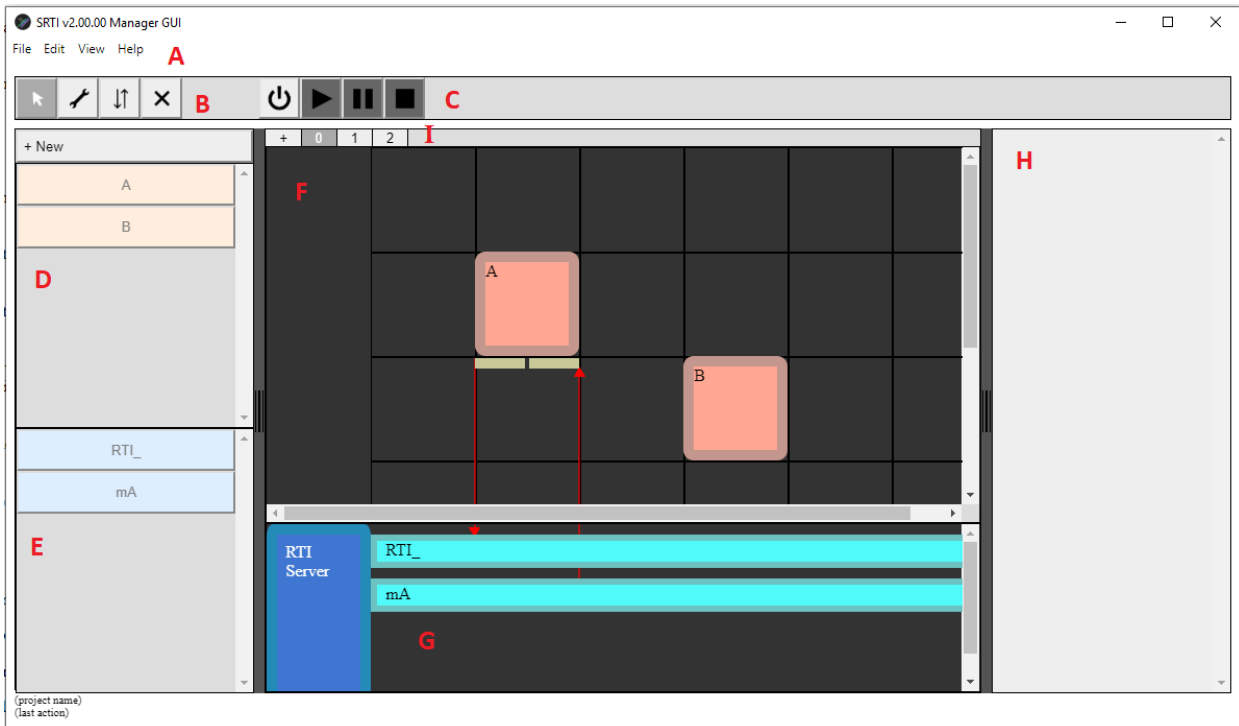 SRTI v2.00.00 Manager GUI
File Edit View Help
A
B
C
+ New
+ 0 1 2
I
A
B
D
F
H
A
B
RTI_
mA
E
RTI
Server
RTI_
mA
G
(project name)
(last action)